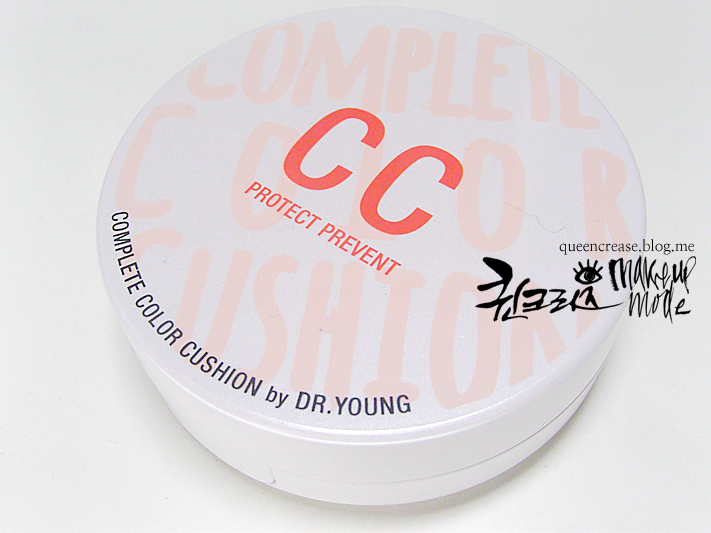 COMPLETE
COLOR
CUSHION
CC
PROTECT PREVENT
COMPLETE COLOR CUSHION by DR.YOUNG
queencrease.blog.me
퀸크리즈 makeup
mode